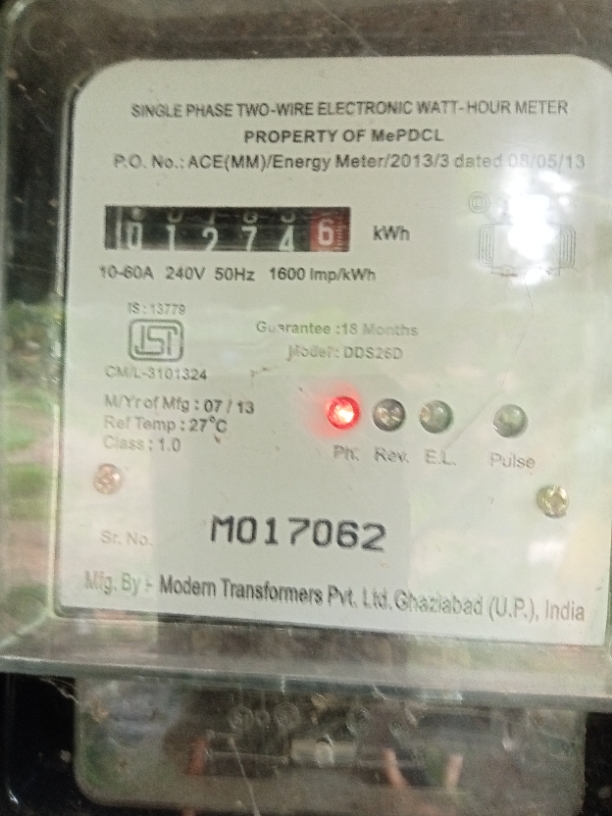 SINGLE PHASE TWO-WIRE ELECTRONIC WATT-HOUR METER
PROPERTY OF MePDCL
P.O. No.: ACE(MM)/Energy Meter/2013/3 dated 08/05/13
012746 kWh
10-60A 240V 50Hz 1600 Imp/kWh
IS : 13779
ISI
CM/L-3101324
Guarantee :18 Months
Model : DDS26D
M/Yr of Mfg : 07 / 13
Ref Temp : 27°C
Class : 1.0
Ph. Rev. E.L. Pulse
Sr. No. M017062
Mfg. By :- Modern Transformers Pvt. Ltd. Ghaziabad (U.P.), India